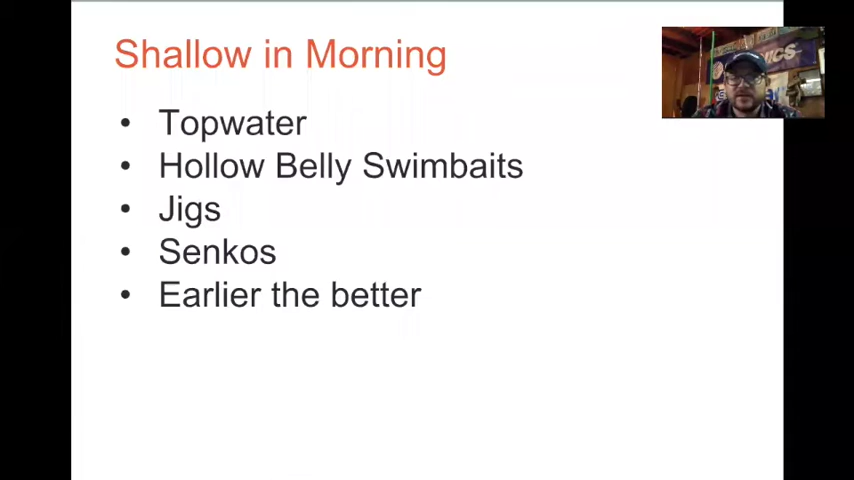 Shallow in Morning
• Topwater
• Hollow Belly Swimbaits
• Jigs
• Senkos
• Earlier the better